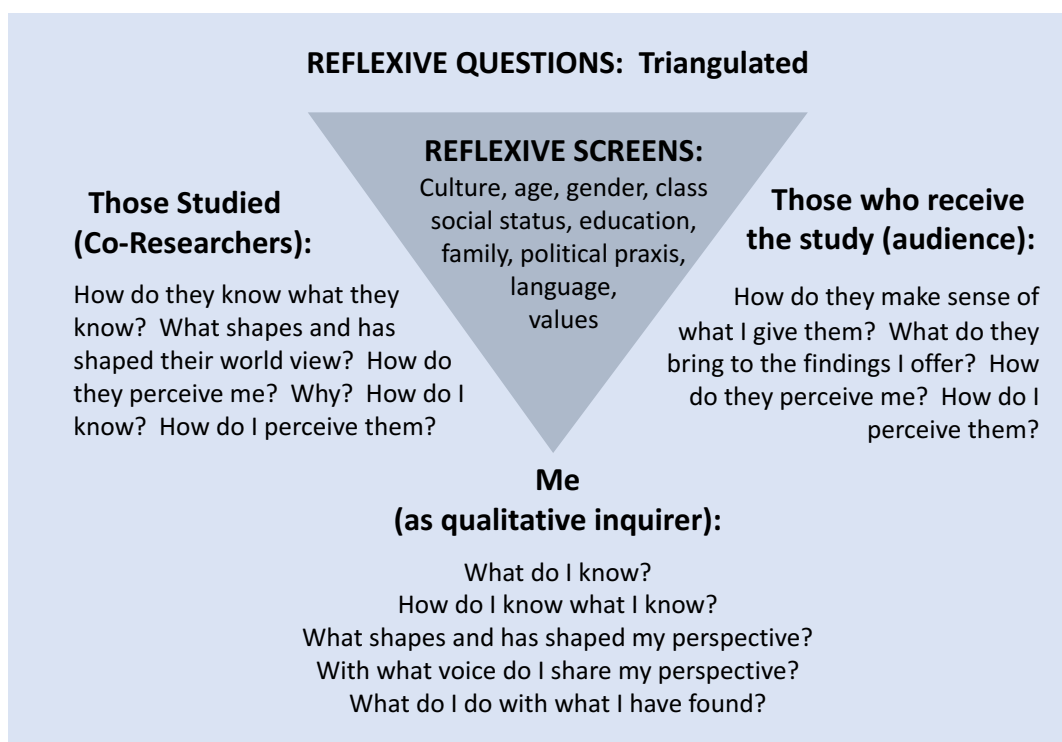 REFLEXIVE QUESTIONS:  Triangulated
REFLEXIVE SCREENS:
Culture, age, gender, class
social status, education,
family, political praxis,
language,
values
Those Studied
(Co-Researchers):
How do they know what they
know?  What shapes and has
shaped their world view?  How do
they perceive me?  Why?  How do I
know?  How do I perceive them?
Those who receive
the study (audience):
How do they make sense of
what I give them?  What do they
bring to the findings I offer?  How
do they perceive me?  How do I
perceive them?
Me
(as qualitative inquirer):
What do I know?
How do I know what I know?
What shapes and has shaped my perspective?
With what voice do I share my perspective?
What do I do with what I have found?